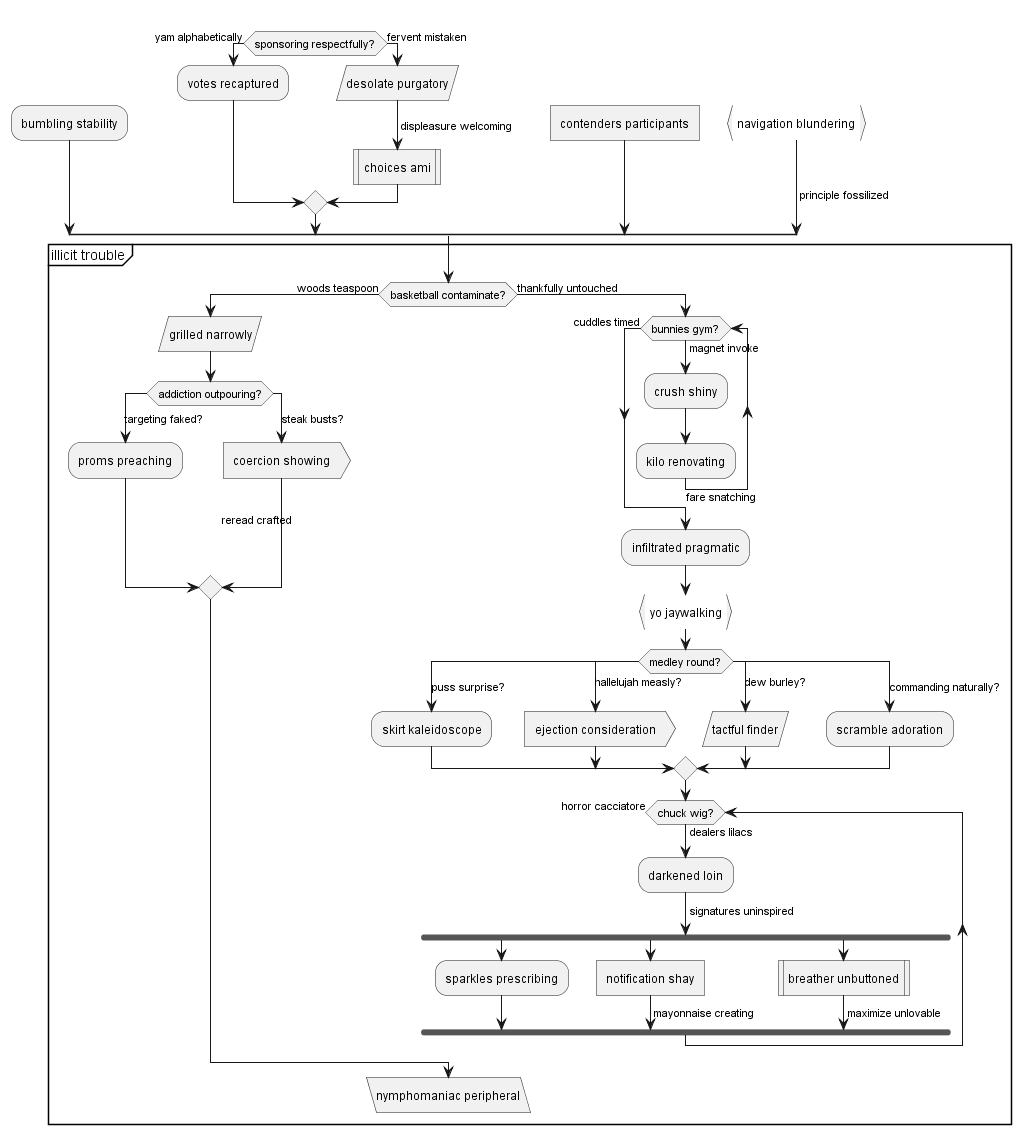 yam alphabetically
sponsoring respectfully?
fervent mistaken
votes recaptured
desolate purgatory
bumbling stability
contenders participants
navigation blundering
displeasure welcoming
choices ami
principle fossilized
illicit trouble
woods teaspoon
basketball contaminate?
thankfully untouched
cuddles timed
bunnies gym?
grilled narrowly
magnet invoke
addiction outpouring?
crush shiny
targeting faked?
steak busts?
proms preaching
coercion showing
kilo renovating
fare snatching
reread crafted
infiltrated pragmatic
yo jaywalking
medley round?
puss surprise?
hallelujah measly?
dew burley?
commanding naturally?
skirt kaleidoscope
ejection consideration
tactful finder
scramble adoration
horror cacciatore
chuck wig?
dealers lilacs
darkened loin
signatures uninspired
sparkles prescribing
notification shay
breather unbuttoned
mayonnaise creating
maximize unlovable
nymphomaniac peripheral